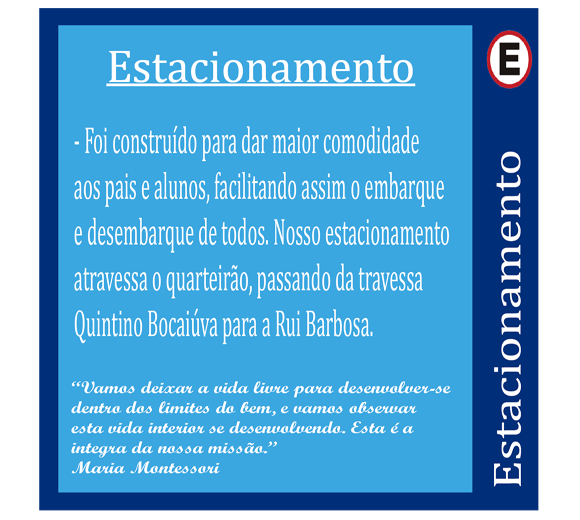 Estacionamento
- Foi construído para dar maior comodidade
aos pais e alunos, facilitando assim o embarque
e desembarque de todos. Nosso estacionamento
atravessa o quarteirão, passando da travessa
Quintino Bocaiúva para a Rui Barbosa.
“Vamos deixar a vida livre para desenvolver-se
dentro dos limites do bem, e vamos observar
esta vida interior se desenvolvendo. Esta é a
integra da nossa missão.”
Maria Montessori
E
Estacionamento